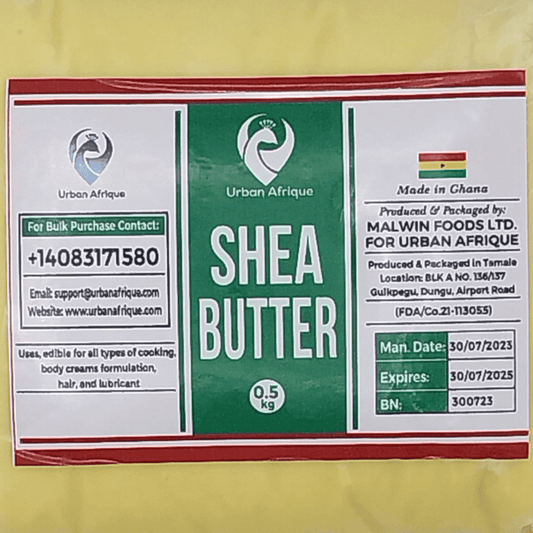 Urban Afrique
For Bulk Purchase Contact:
+14083171580
Email: support@urbanafrique.com
Website: www.urbanafrique.com
Uses, edible for all types of cooking,
body creams formulation,
hair, and lubricant
Urban Afrique
SHEA
BUTTER
0.5
kg
Made in Ghana
Produced & Packaged by:
MALWIN FOODS LTD.
FOR URBAN AFRIQUE
Produced & Packaged in Tamale
Location: BLK A NO. 136/137
Gulkpegu, Dungu, Airport Road
(FDA/Co.21-113055)
Man. Date: 30/07/2023
Expires: 30/07/2025
BN: 300723